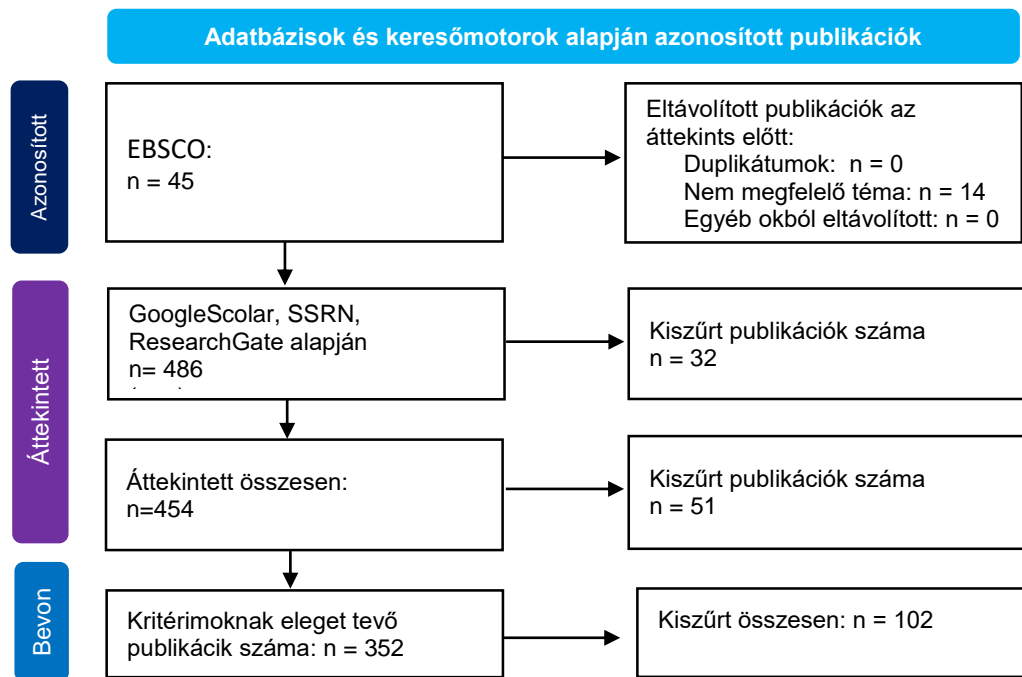 Adatbázisok és keresőmotorok alapján azonosított publikációk
Azonosított
EBSCO:
n = 45
Eltávolított publikációk az
áttekints előtt:
Duplikátumok: n = 0
Nem megfelelő téma: n = 14
Egyéb okból eltávolított: n = 0
Áttekintett
GoogleScolar, SSRN,
ResearchGate alapján
n= 486
Kiszűrt publikációk száma
n = 32
Áttekintett összesen:
n=454
Kiszűrt publikációk száma
n = 51
Bevon
Kritérimoknak eleget tevő
publikácik száma: n = 352
Kiszűrt összesen: n = 102